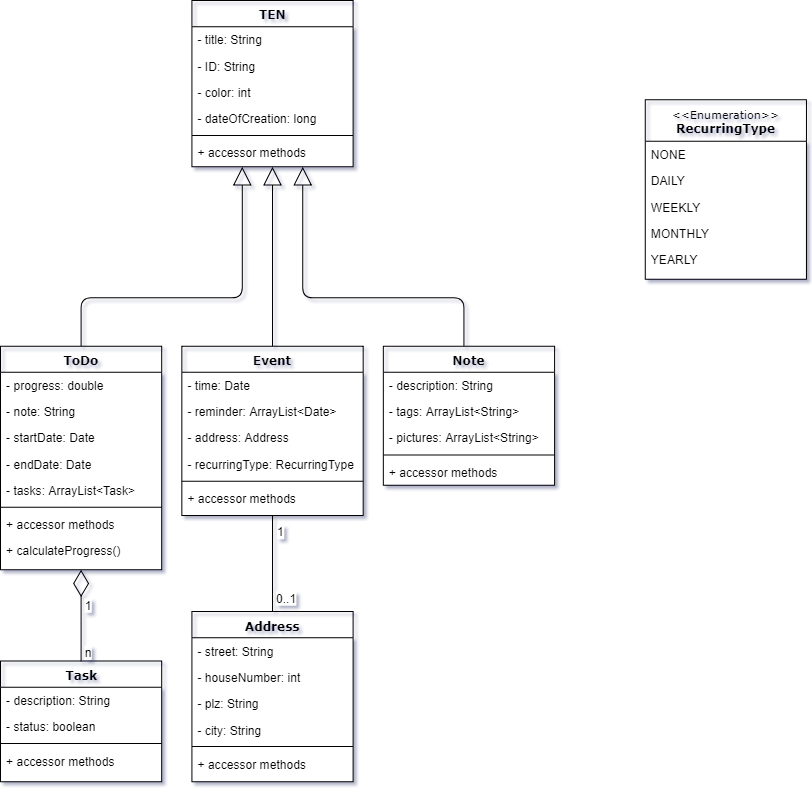 TEN
- title: String
- ID: String
- color: int
- dateOfCreation: long
+ accessor methods
<<Enumeration>>
RecurringType
NONE
DAILY
WEEKLY
MONTHLY
YEARLY
ToDo
- progress: double
- note: String
- startDate: Date
- endDate: Date
- tasks: ArrayList<Task>
+ accessor methods
+ calculateProgress()
Event
- time: Date
- reminder: ArrayList<Date>
- address: Address
- recurringType: RecurringType
+ accessor methods
Note
- description: String
- tags: ArrayList<String>
- pictures: ArrayList<String>
+ accessor methods
1
n
1
0..1
Task
- description: String
- status: boolean
+ accessor methods
Address
- street: String
- houseNumber: int
- plz: String
- city: String
+ accessor methods